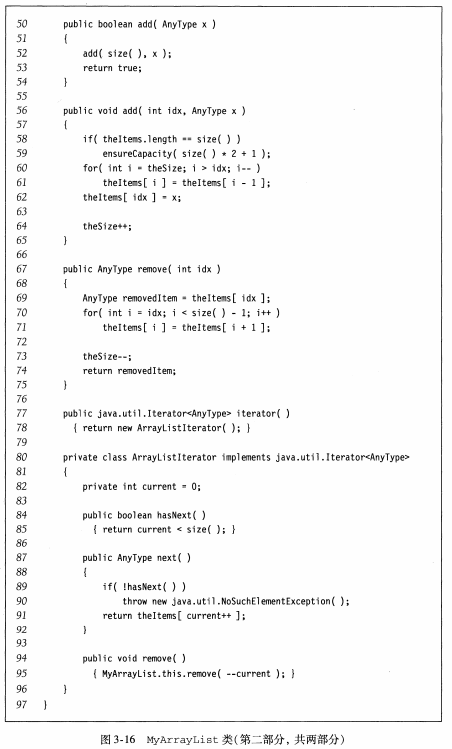 50 public boolean add( AnyType x )
51 {
52 add( size( ), x );
53 return true;
54 }
55
56 public void add( int idx, AnyType x )
57 {
58 if( theItems.length == size( ) )
59 ensureCapacity( size( ) * 2 + 1 );
60 for( int i = theSize; i > idx; i-- )
61 theItems[ i ] = theItems[ i - 1 ];
62 theItems[ idx ] = x;
63
64 theSize++;
65 }
66
67 public AnyType remove( int idx )
68 {
69 AnyType removedItem = theItems[ idx ];
70 for( int i = idx; i < size( ) - 1; i++ )
71 theItems[ i ] = theItems[ i + 1 ];
72
73 theSize--;
74 return removedItem;
75 }
76
77 public java.util.Iterator<AnyType> iterator( )
78 { return new ArrayListIterator( ); }
79
80 private class ArrayListIterator implements java.util.Iterator<AnyType>
81 {
82 private int current = 0;
83
84 public boolean hasNext( )
85 { return current < size( ); }
86
87 public AnyType next( )
88 {
89 if( !hasNext( ) )
90 throw new java.util.NoSuchElementException( );
91 return theItems[ current++ ];
92 }
93
94 public void remove( )
95 { MyArrayList.this.remove( --current ); }
96 }
97 }
图 3-16 MyArrayList 类(第二部分，共两部分)